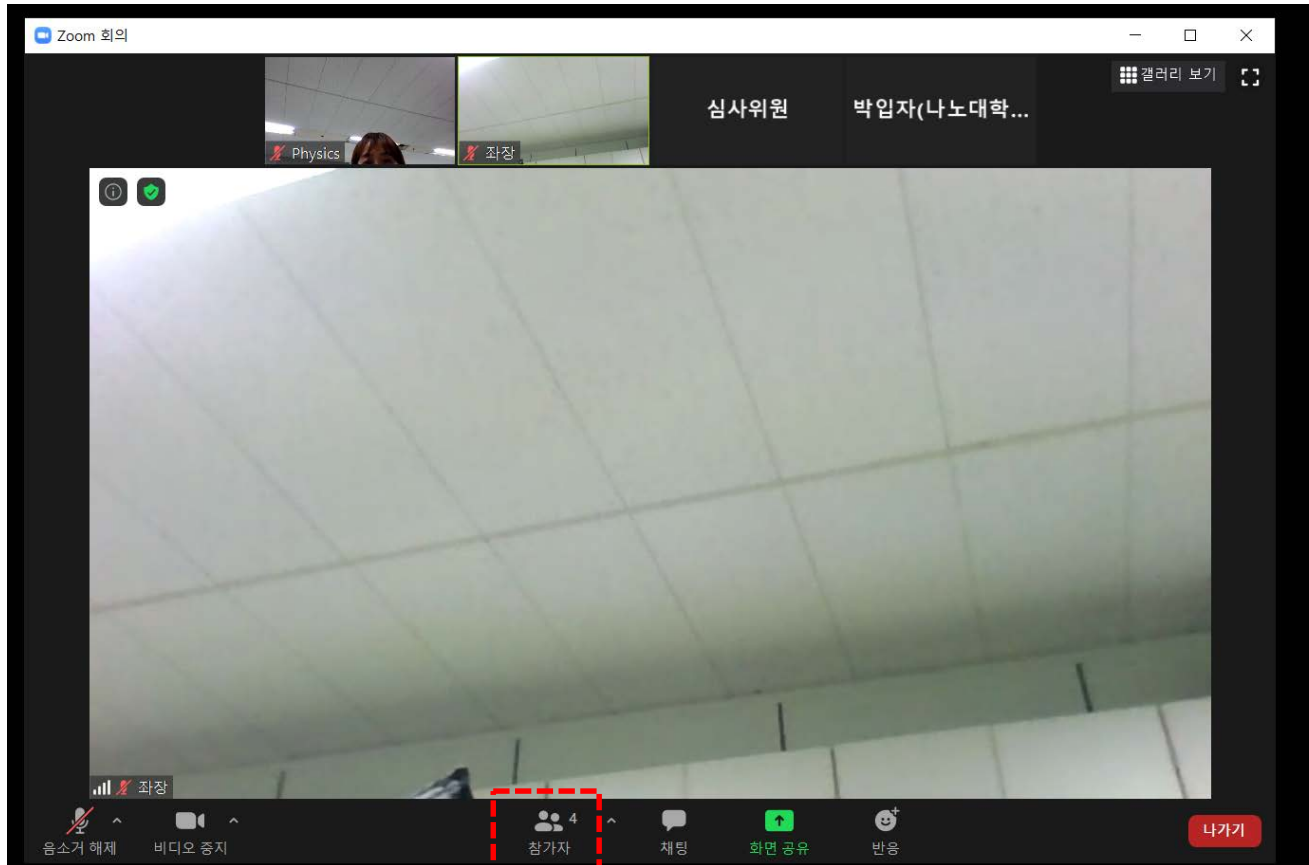 Zoom 회의
갤러리 보기
Physics
좌장
심사위원
박입자(나노대학...
좌장
4
음소거 해제
비디오 중지
참가자
채팅
화면 공유
반응
나가기